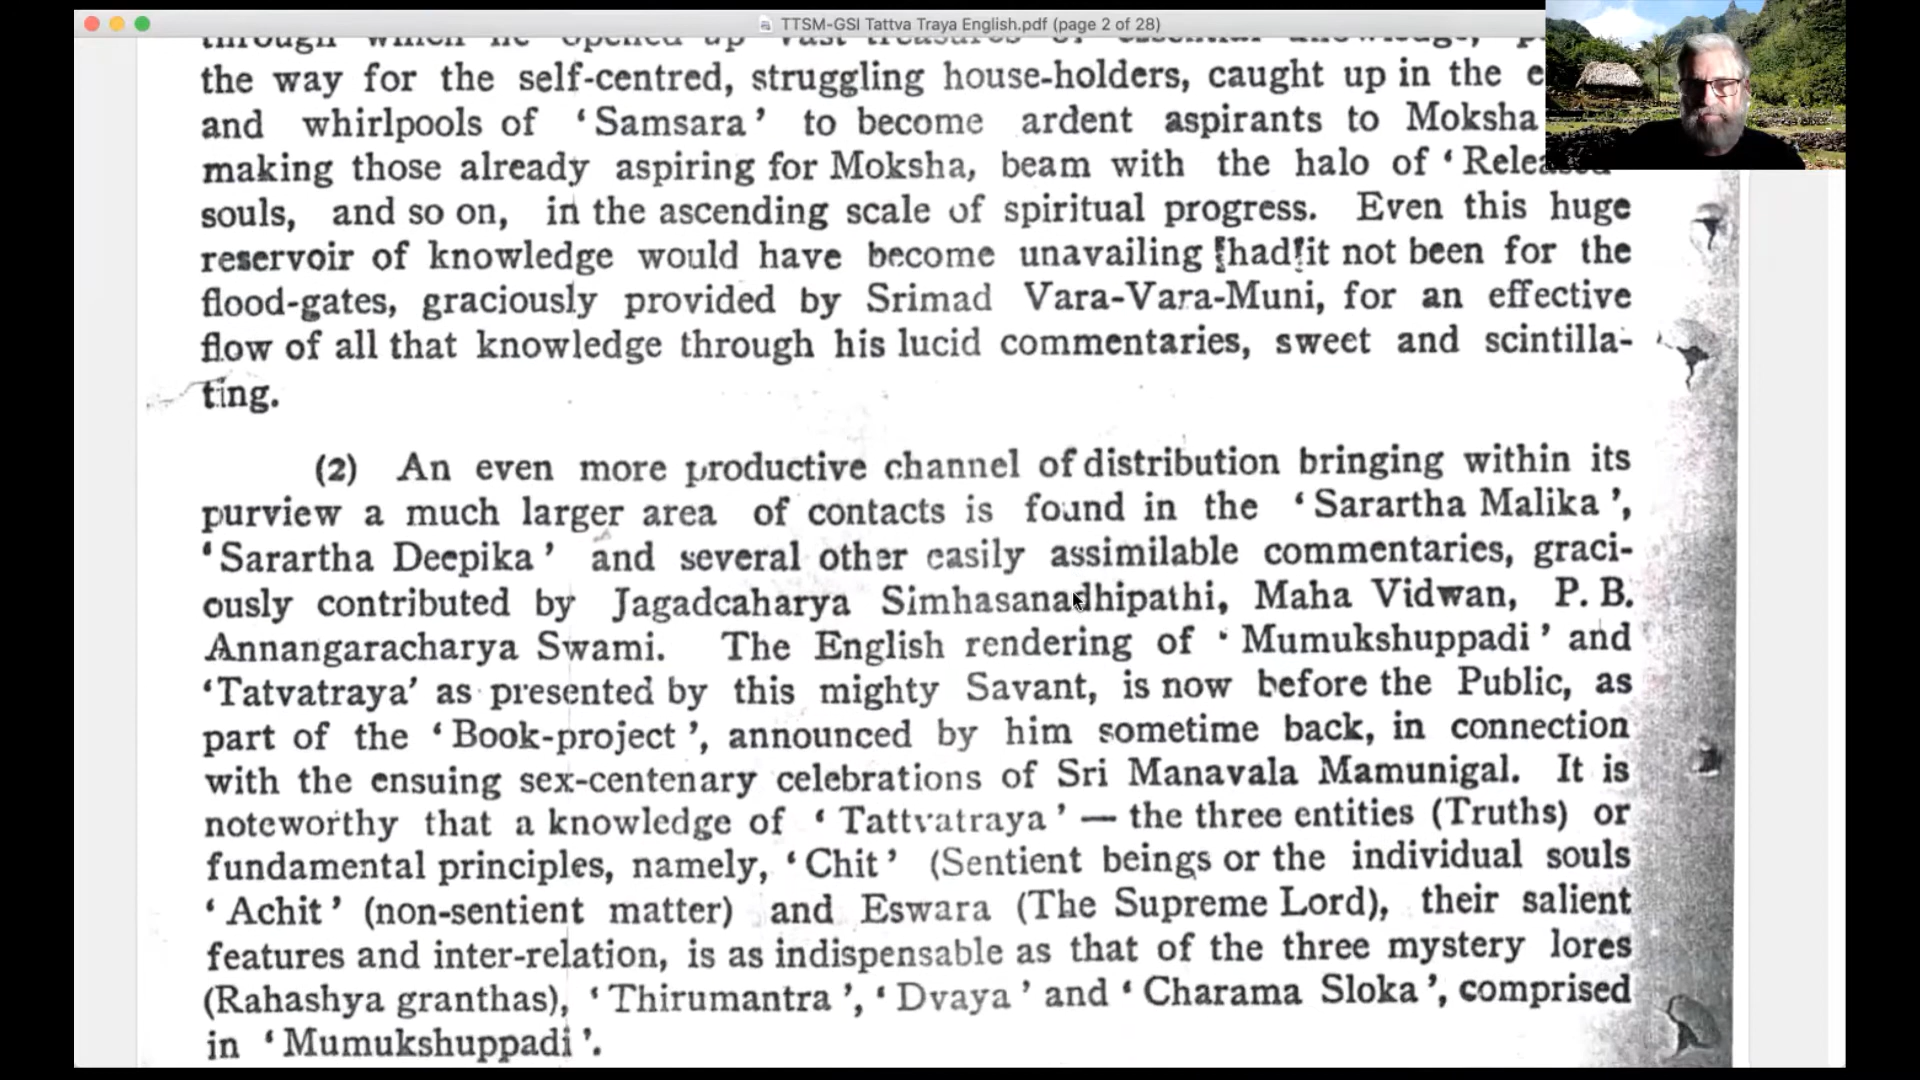 TTSM-GSI Tattva Traya English.pdf (page 2 of 28)
through which he opened up vast treasures of essential knowledge,
the way for the self-centred, struggling house-holders, caught up in the
and whirlpools of ‘Samsara’ to become ardent aspirants to Moksha
making those already aspiring for Moksha, beam with the halo of ‘Released
souls, and so on, in the ascending scale of spiritual progress. Even this huge
reservoir of knowledge would have become unavailing had it not been for the
flood-gates, graciously provided by Srimad Vara-Vara-Muni, for an effective
flow of all that knowledge through his lucid commentaries, sweet and scintilla-
ting.
(2) An even more productive channel of distribution bringing within its
purview a much larger area of contacts is found in the ‘Sarartha Malika’,
‘Sarartha Deepika’ and several other easily assimilable commentaries, graci-
ously contributed by Jagadcaharya Simhasanadhipathi, Maha Vidwan, P. B.
Annangaracharya Swami. The English rendering of ‘Mumukshuppadi’ and
‘Tatvatraya’ as presented by this mighty Savant, is now before the Public, as
part of the ‘Book-project’, announced by him sometime back, in connection
with the ensuing sex-centenary celebrations of Sri Manavala Mamunigal. It is
noteworthy that a knowledge of ‘Tattvatraya’ — the three entities (Truths) or
fundamental principles, namely, ‘Chit’ (Sentient beings or the individual souls
‘Achit’ (non-sentient matter) and Eswara (The Supreme Lord), their salient
features and inter-relation, is as indispensable as that of the three mystery lores
(Rahashya granthas), ‘Thirumantra’, ‘Dvaya’ and ‘Charama Sloka’, comprised
in ‘Mumukshuppadi’.